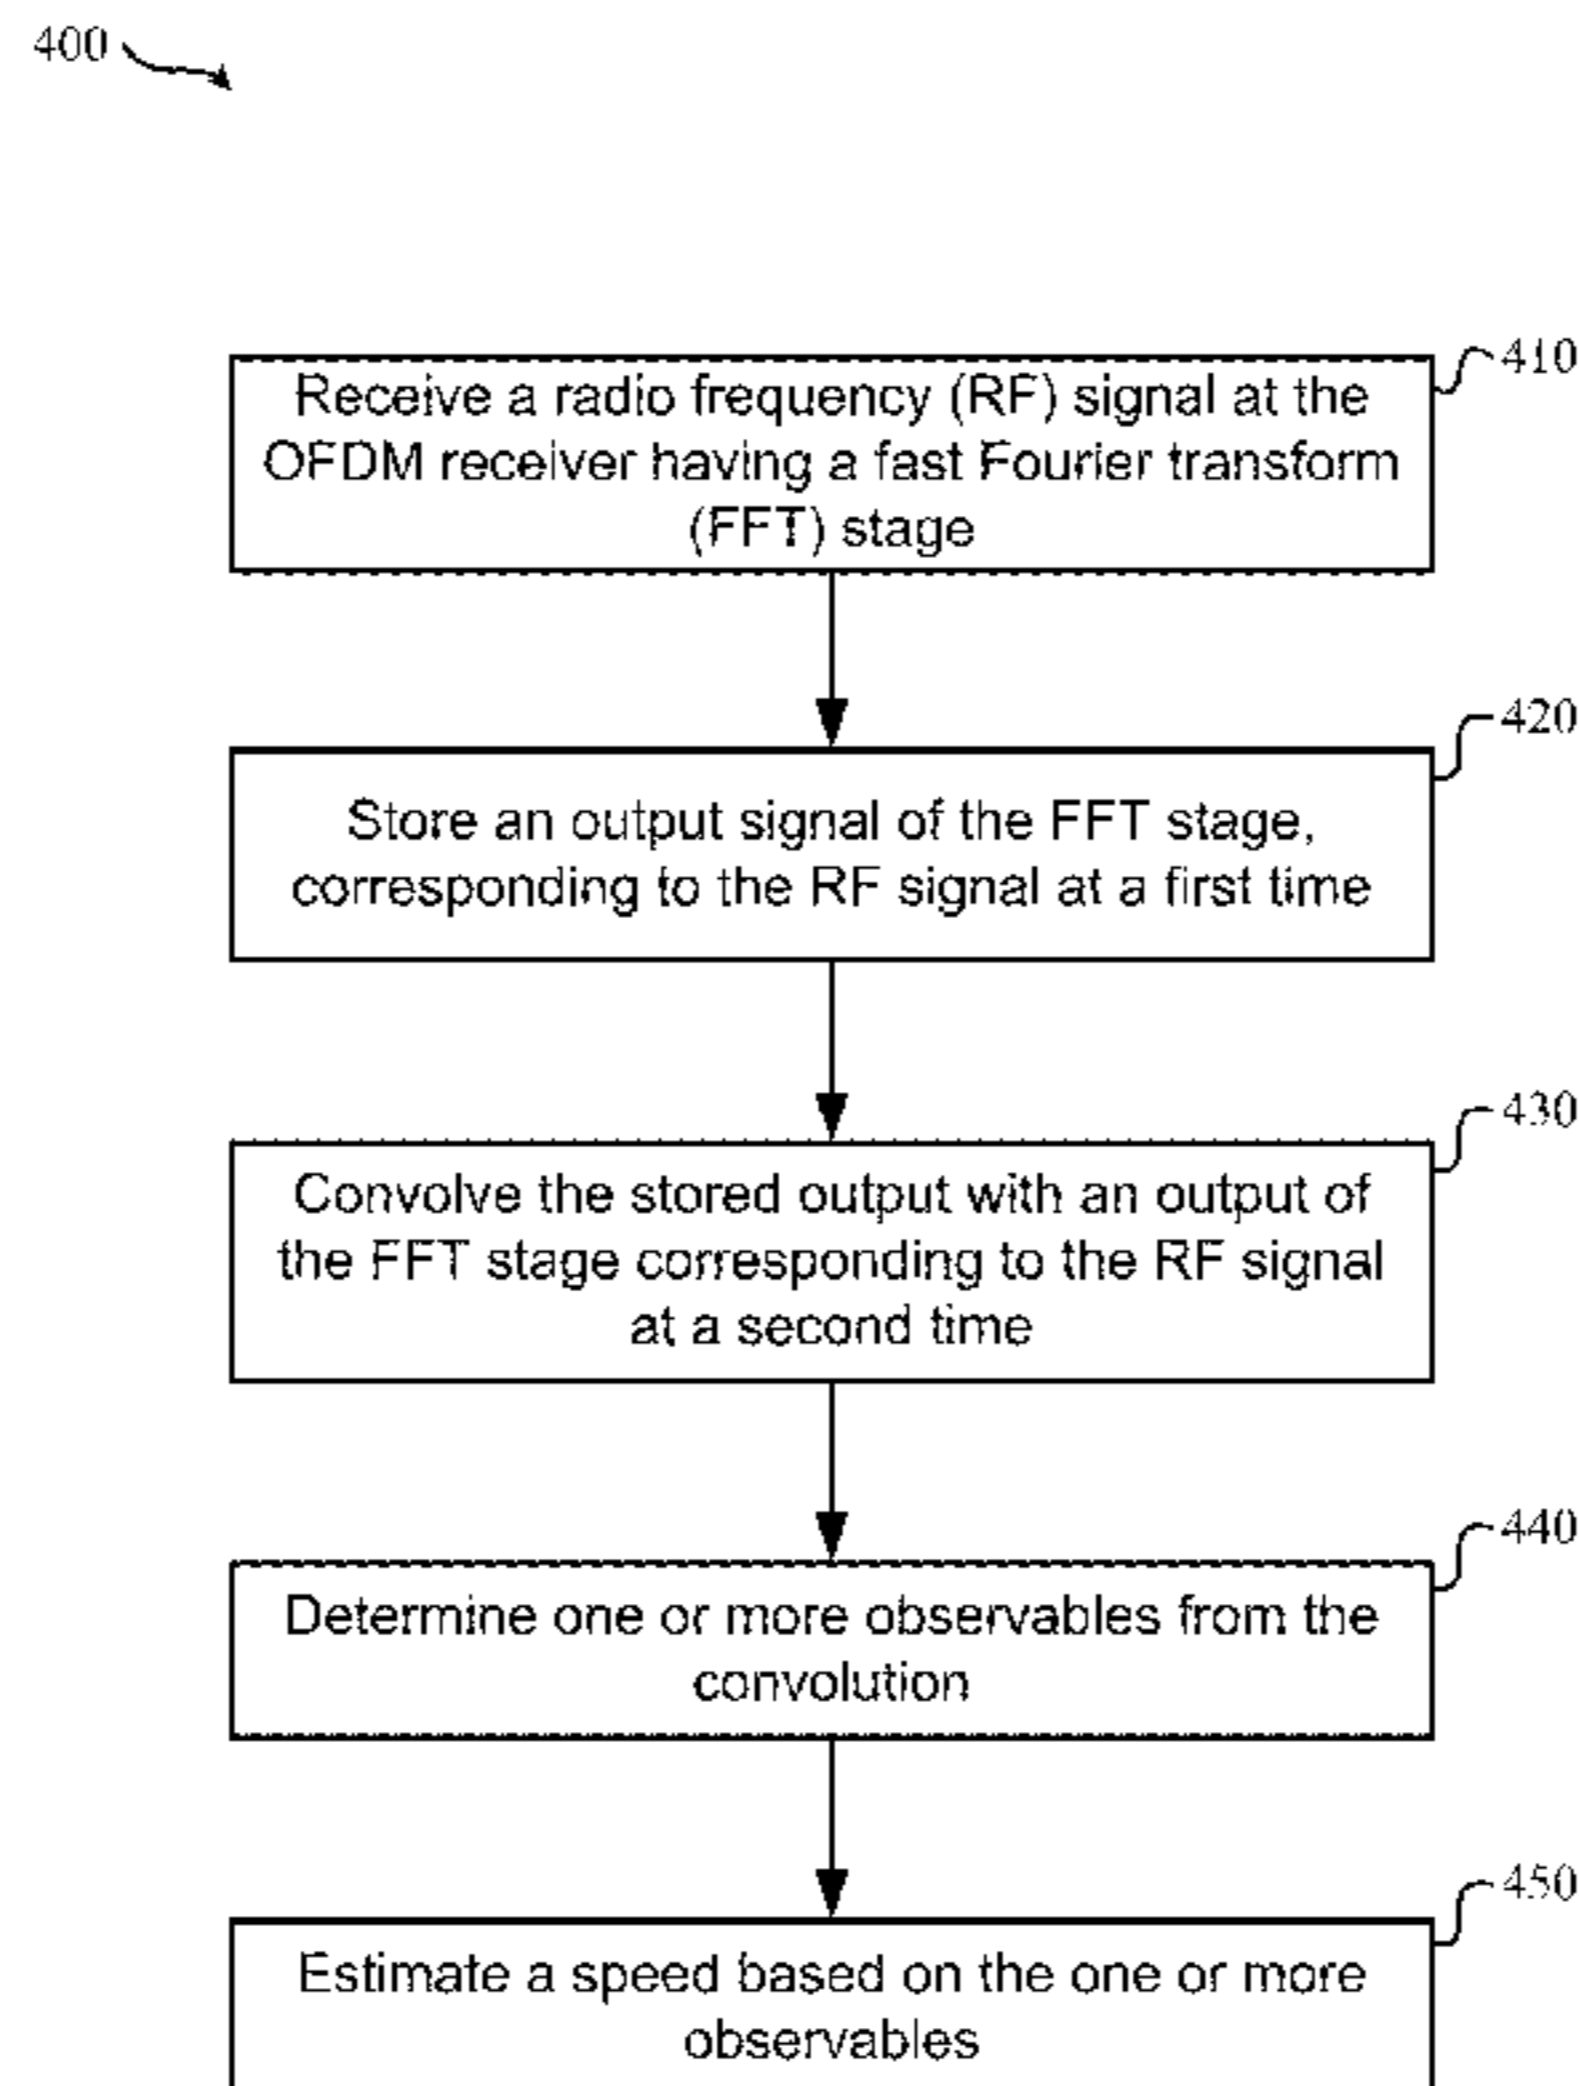 400
410
Receive a radio frequency (RF) signal at the
OFDM receiver having a fast Fourier transform
(FFT) stage
420
Store an output signal of the FFT stage,
corresponding to the RF signal at a first time
430
Convolve the stored output with an output of
the FFT stage corresponding to the RF signal
at a second time
440
Determine one or more observables from the
convolution
450
Estimate a speed based on the one or more
observables